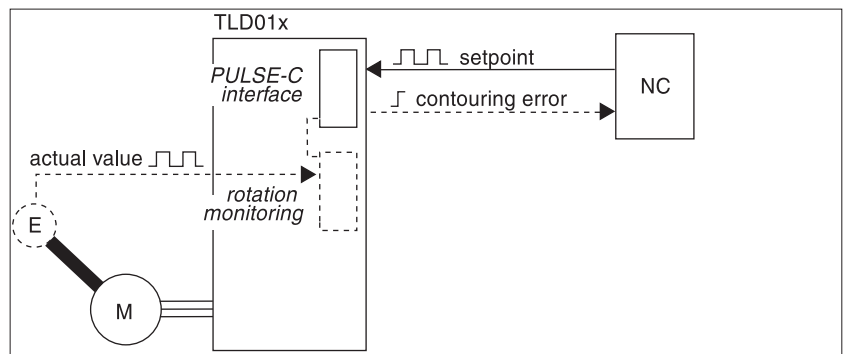 TLD01x
PULSE-C
interface
setpoint
NC
contouring error
actual value
rotation
monitoring
E
M